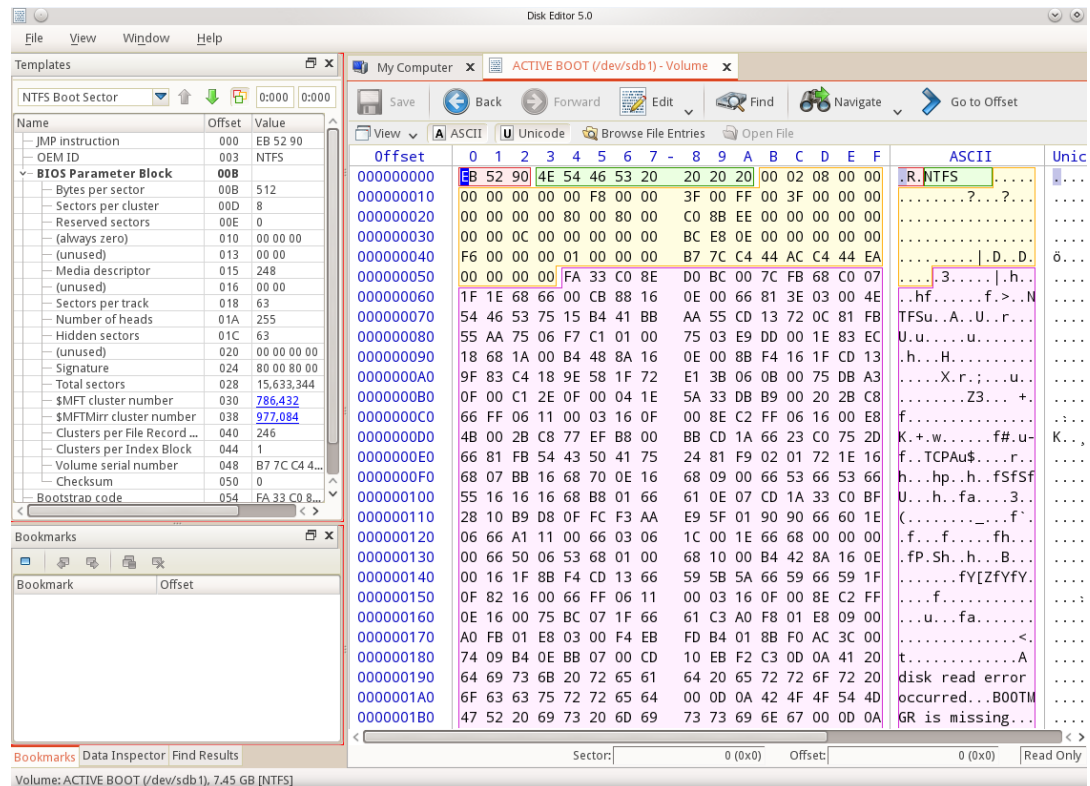 Disk Editor 5.0
File View Window Help
Templates
NTFS Boot Sector 0:000 0:000
Name Offset Value
JMP instruction 000 EB 52 90
OEM ID 003 NTFS
BIOS Parameter Block 00B
Bytes per sector 00B 512
Sectors per cluster 00D 8
Reserved sectors 00E 0
(always zero) 010 00 00 00
(unused) 013 00 00
Media descriptor 015 248
(unused) 016 00 00
Sectors per track 018 63
Number of heads 01A 255
Hidden sectors 01C 63
(unused) 020 00 00 00 00
Signature 024 80 00 80 00
Total sectors 028 15,633,344
$MFT cluster number 030 786,432
$MFTMirr cluster number 038 977,084
Clusters per File Record ... 040 246
Clusters per Index Block 044 1
Volume serial number 048 B7 7C C4 4...
Checksum 050 0
Bootstrap code 054 FA 33 C0 8...
Bookmarks
Bookmark Offset
Bookmarks Data Inspector Find Results
My Computer x ACTIVE BOOT (/dev/sdb1) - Volume x
Save Back Forward Edit Find Navigate Go to Offset
View A ASCII U Unicode Browse File Entries Open File
Offset 0 1 2 3 4 5 6 7 - 8 9 A B C D E F ASCII Unic
000000000 EB 52 90 4E 54 46 53 20 20 20 20 00 02 08 00 00 .R.NTFS .....
000000010 00 00 00 00 00 F8 00 00 3F 00 FF 00 3F 00 00 00 ........?...?...
000000020 00 00 00 00 80 00 80 00 C0 8B EE 00 00 00 00 00 ................
000000030 00 00 0C 00 00 00 00 00 BC E8 0E 00 00 00 00 00 ................
000000040 F6 00 00 00 01 00 00 00 B7 7C C4 44 AC C4 44 EA .........|.D..D. ö...
000000050 00 00 00 00 FA 33 C0 8E D0 BC 00 7C FB 68 C0 07 .....3.....|.h..
000000060 1F 1E 68 66 00 CB 88 16 0E 00 66 81 3E 03 00 4E ..hf......f.>..N
000000070 54 46 53 75 15 B4 41 BB AA 55 CD 13 72 0C 81 FB TFSu..A..U..r...
000000080 55 AA 75 06 F7 C1 01 00 75 03 E9 DD 00 1E 83 EC U.u.....u.......
000000090 18 68 1A 00 B4 48 8A 16 0E 00 8B F4 16 1F CD 13 .h...H..........
0000000A0 9F 83 C4 18 9E 58 1F 72 E1 3B 06 0B 00 75 DB A3 .....X.r.;...u..
0000000B0 0F 00 C1 2E 0F 00 04 1E 5A 33 DB B9 00 20 2B C8 ........Z3... +.
0000000C0 66 FF 06 11 00 03 16 0F 00 8E C2 FF 06 16 00 E8 f...............
0000000D0 4B 00 2B C8 77 EF B8 00 BB CD 1A 66 23 C0 75 2D K.+.w......f#.u- K..,
0000000E0 66 81 FB 54 43 50 41 75 24 81 F9 02 01 72 1E 16 f..TCPAu$....r..
0000000F0 68 07 BB 16 68 70 0E 16 68 09 00 66 53 66 53 66 h...hp..h..fSfSf
000000100 55 16 16 16 68 B8 01 66 61 0E 07 CD 1A 33 C0 BF U...h..fa....3..
000000110 28 10 B9 D8 0F FC F3 AA E9 5F 01 90 90 66 60 1E (........_...f`.
000000120 06 66 A1 11 00 66 03 06 1C 00 1E 66 68 00 00 00 .f...f.....fh...
000000130 00 66 50 06 53 68 01 00 68 10 00 B4 42 8A 16 0E .fP.Sh..h...B...
000000140 00 16 1F 8B F4 CD 13 66 59 5B 5A 66 59 66 59 1F .......fY[ZfYfY.
000000150 0F 82 16 00 66 FF 06 11 00 03 16 0F 00 8E C2 FF ....f...........
000000160 0E 16 00 75 BC 07 1F 66 61 C3 A0 F8 01 E8 09 00 ...u...fa.......
000000170 A0 FB 01 E8 03 00 F4 EB FD B4 01 8B F0 AC 3C 00 ..............<.
000000180 74 09 B4 0E BB 07 00 CD 10 EB F2 C3 0D 0A 41 20 t.............A
000000190 64 69 73 6B 20 72 65 61 64 20 65 72 72 6F 72 20 disk read error
0000001A0 6F 63 63 75 72 72 65 64 00 0D 0A 42 4F 4F 54 4D occurred...BOOTM
0000001B0 47 52 20 69 73 20 6D 69 73 73 69 6E 67 00 0D 0A GR is missing...
Sector: 0 (0x0) Offset: 0 (0x0) Read Only
Volume: ACTIVE BOOT (/dev/sdb1), 7.45 GB [NTFS]